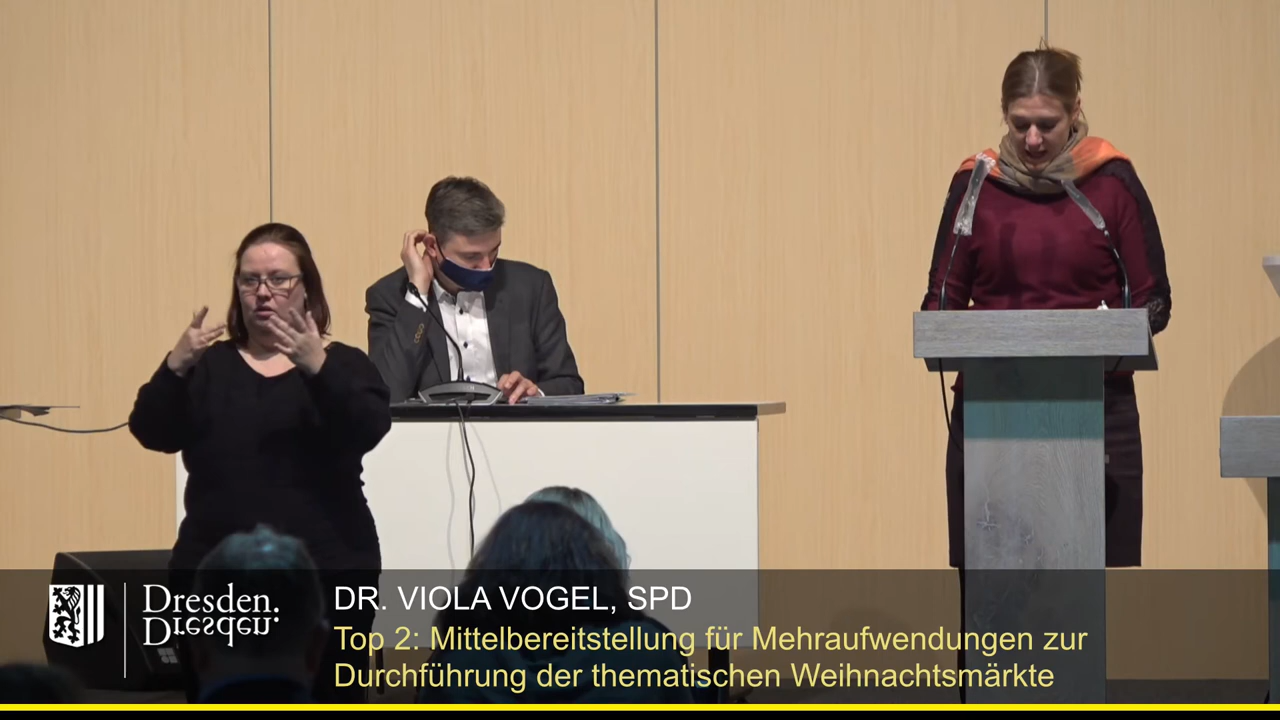 Dresden.
Dresden.
DR. VIOLA VOGEL, SPD
Top 2: Mittelbereitstellung für Mehraufwendungen zur
Durchführung der thematischen Weihnachtsmärkte